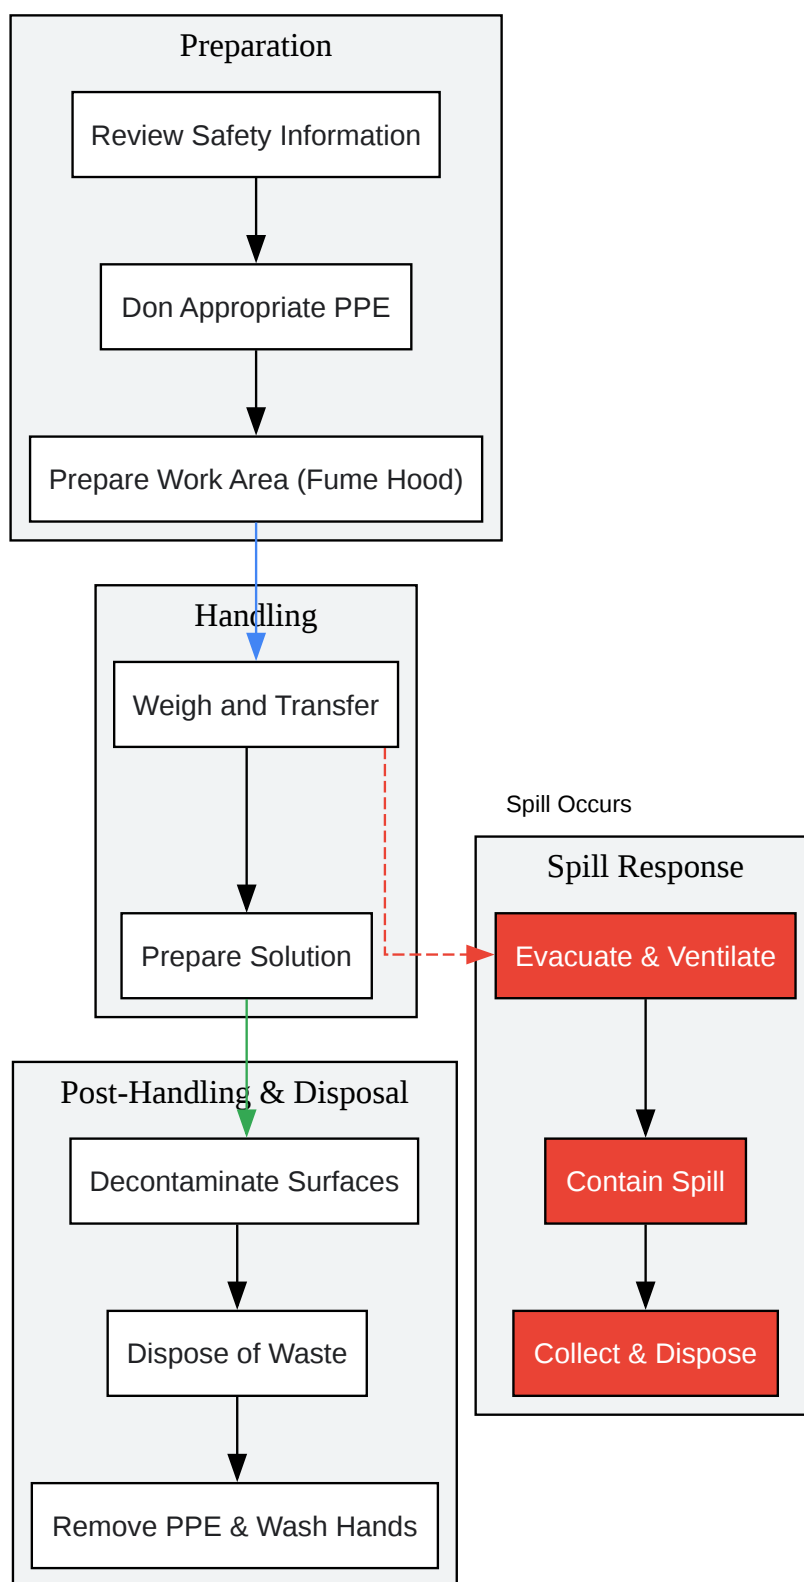 Preparation
Review Safety Information
Don Appropriate PPE
Prepare Work Area (Fume Hood)
Handling
Weigh and Transfer
Prepare Solution
Spill Occurs
Spill Response
Evacuate & Ventilate
Contain Spill
Collect & Dispose
Post-Handling & Disposal
Decontaminate Surfaces
Dispose of Waste
Remove PPE & Wash Hands